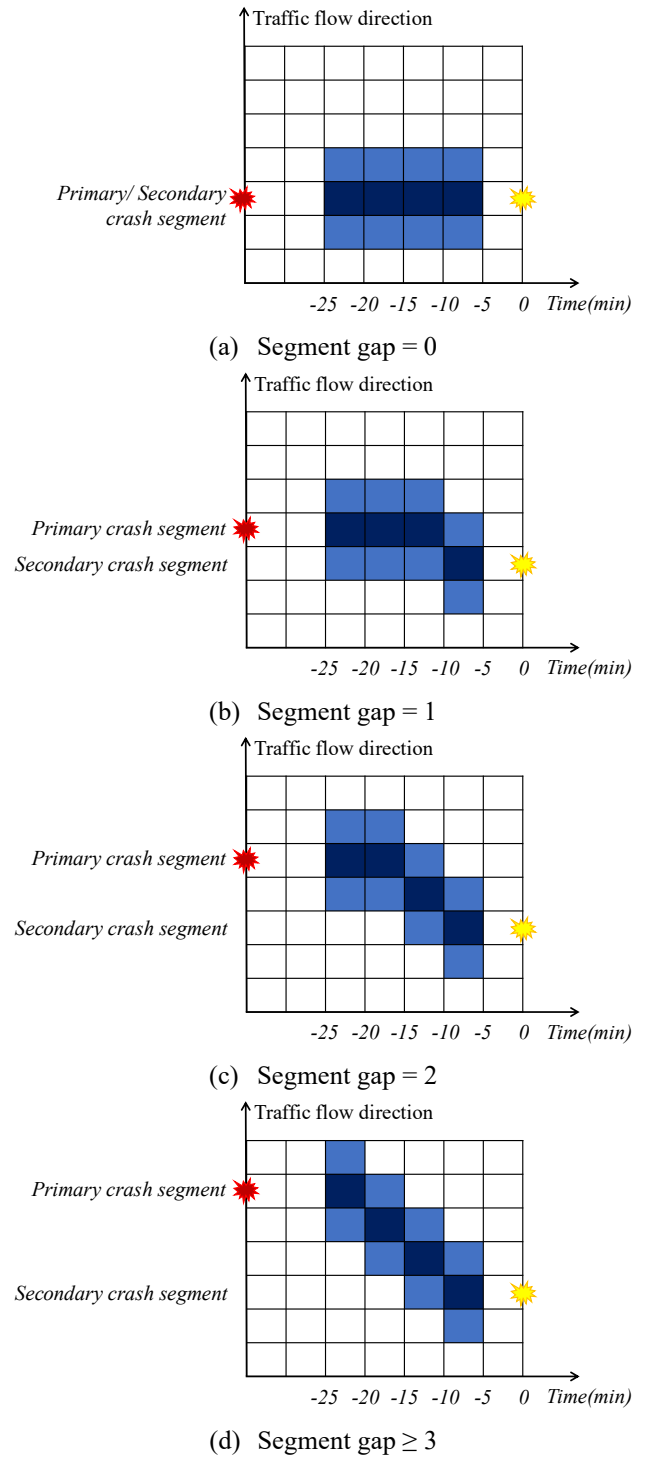 Traffic flow direction
Primary/ Secondary
crash segment
-25 -20 -15 -10 -5 0 Time(min)
(a) Segment gap = 0
Traffic flow direction
Primary crash segment
Secondary crash segment
-25 -20 -15 -10 -5 0 Time(min)
(b) Segment gap = 1
Traffic flow direction
Primary crash segment
Secondary crash segment
-25 -20 -15 -10 -5 0 Time(min)
(c) Segment gap = 2
Traffic flow direction
Primary crash segment
Secondary crash segment
-25 -20 -15 -10 -5 0 Time(min)
(d) Segment gap ≥ 3